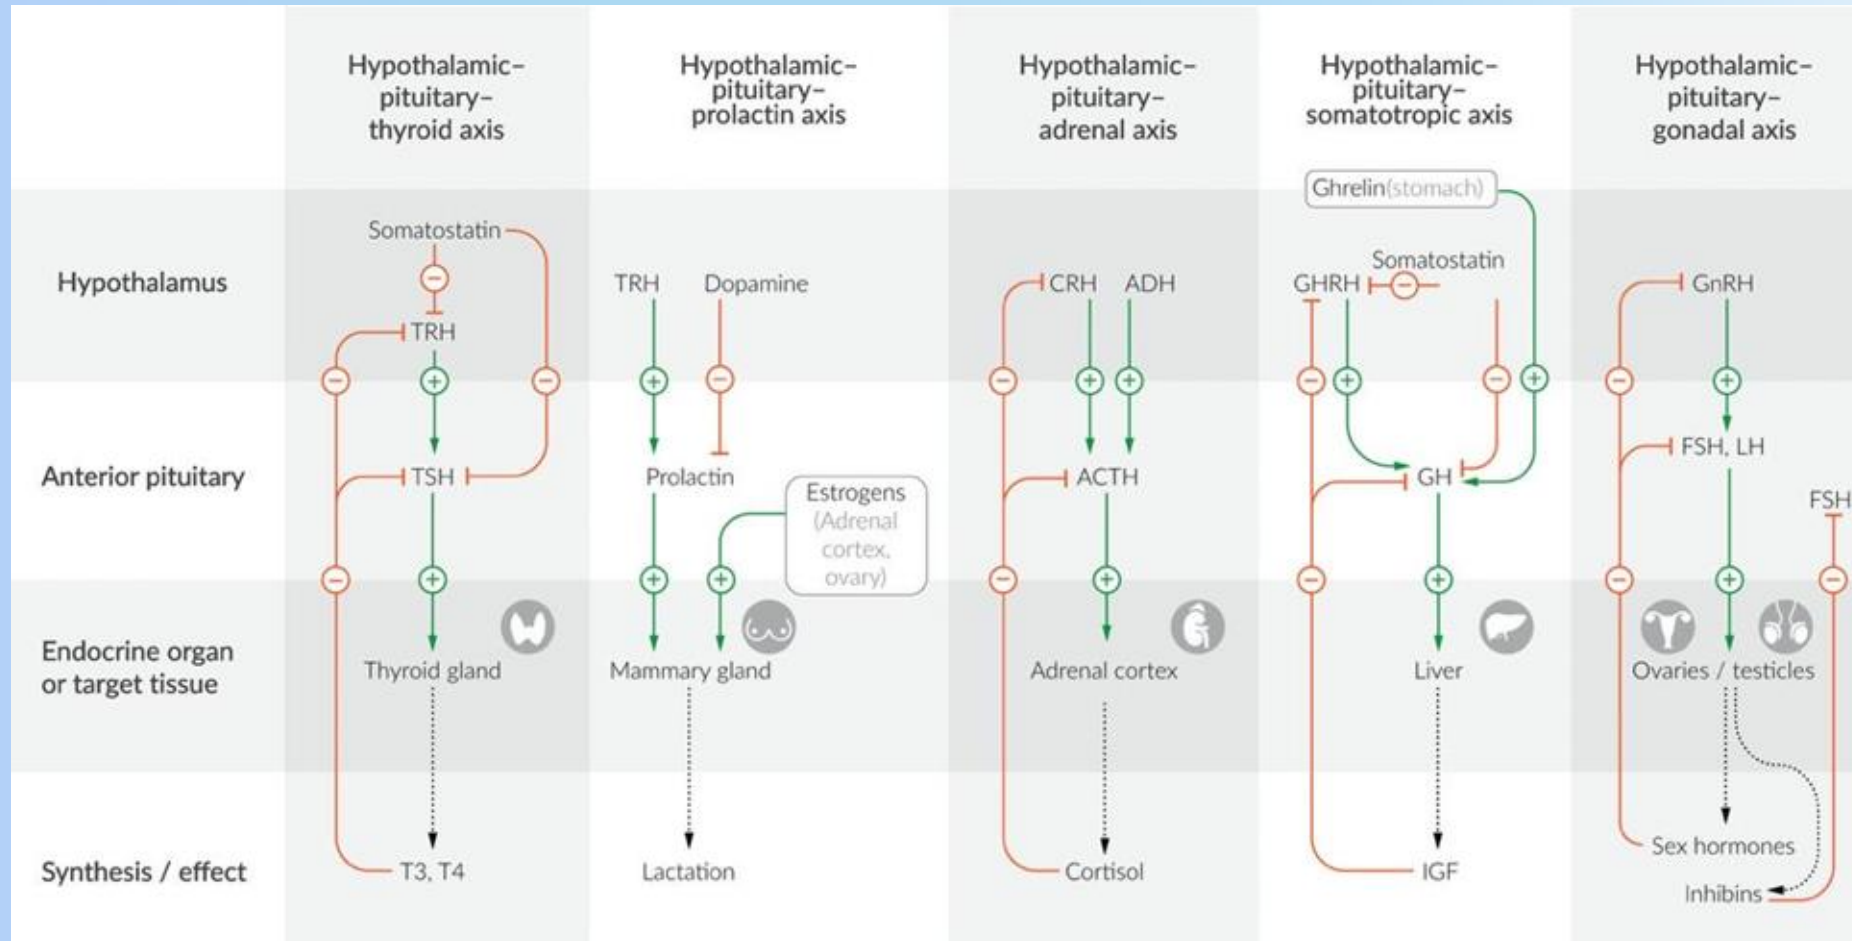 Hypothalamic–
pituitary–
thyroid axis
Hypothalamic–
pituitary–
prolactin axis
Hypothalamic–
pituitary–
adrenal axis
Hypothalamic–
pituitary–
somatotropic axis
Hypothalamic–
pituitary–
gonadal axis
Ghrelin(stomach)
Hypothalamus
Somatostatin
−
TRH
TRH Dopamine
CRH ADH
Somatostatin
GHRH −
GnRH
− + −
+ −
− + +
− + − +
− +
Anterior pituitary
TSH
Prolactin
Estrogens
(Adrenal
cortex,
ovary)
ACTH
GH
FSH, LH
FSH
− +
+ +
− +
− +
− + −
Endocrine organ
or target tissue
Thyroid gland
Mammary gland
Adrenal cortex
Liver
Ovaries / testicles
Synthesis / effect
T3, T4
Lactation
Cortisol
IGF
Sex hormones
Inhibins